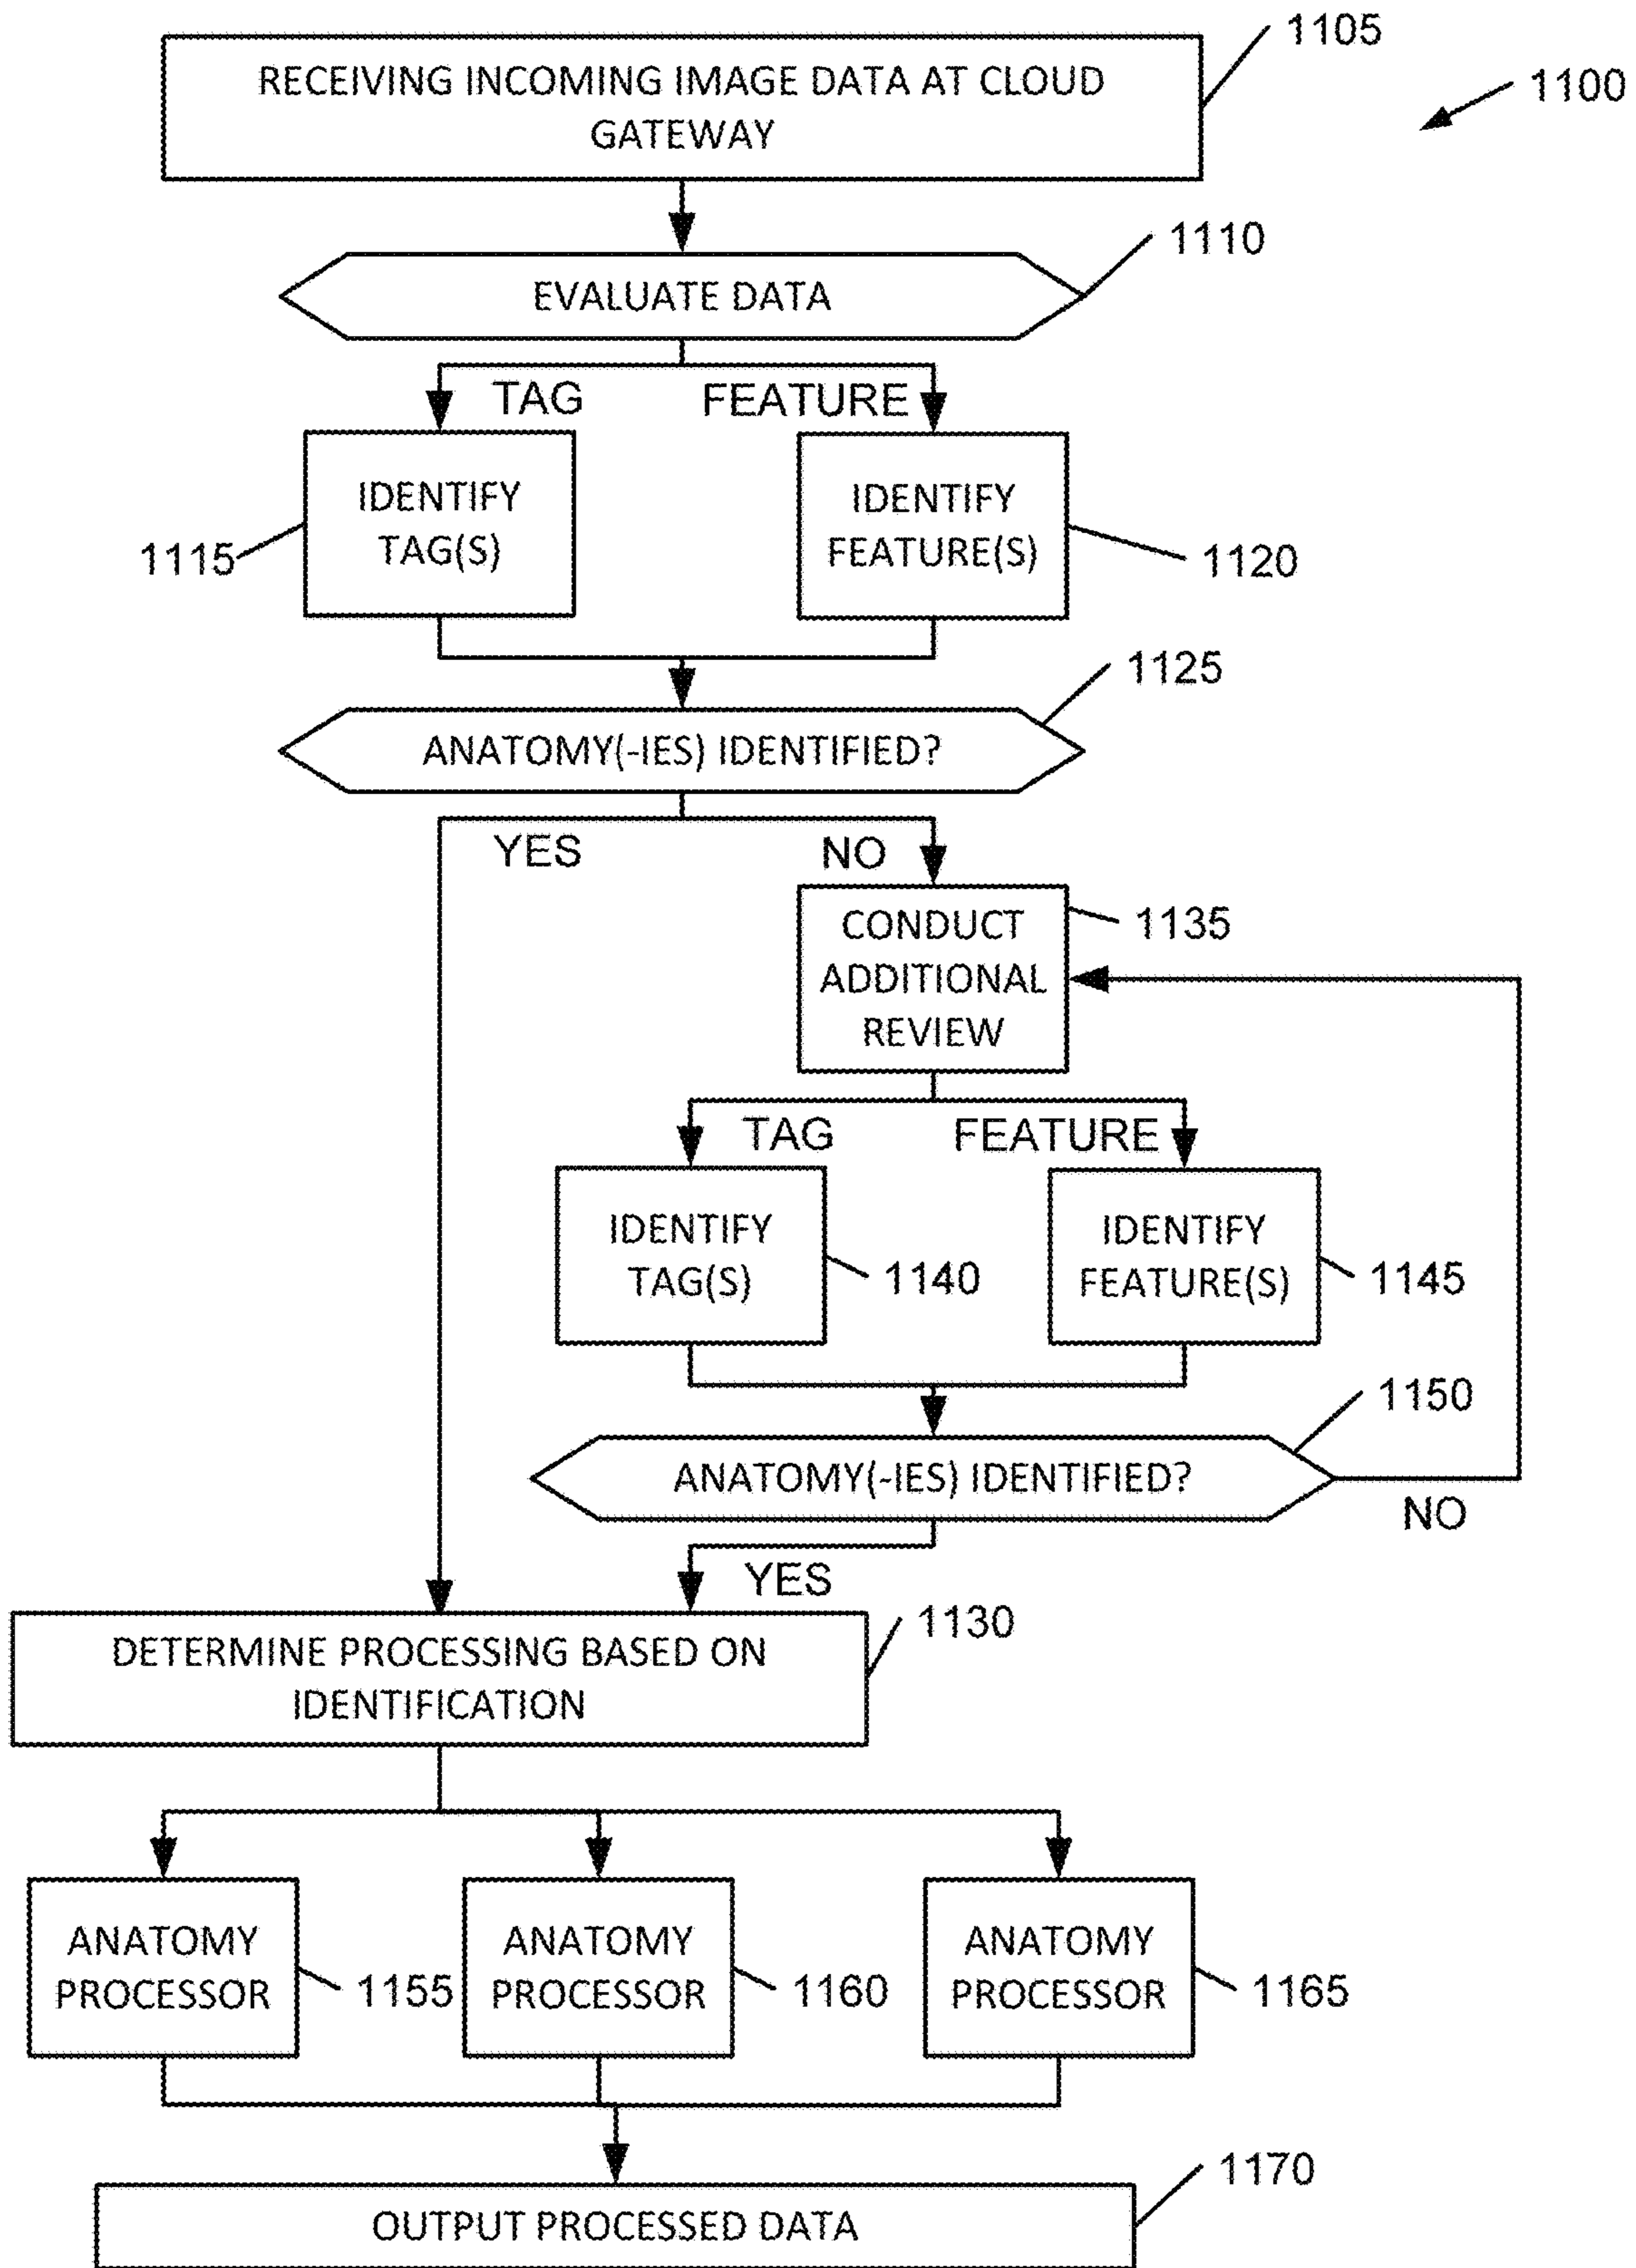 1105
RECEIVING INCOMING IMAGE DATA AT CLOUD
GATEWAY
1100
1110
EVALUATE DATA
TAG
FEATURE
IDENTIFY
TAG(S)
1115
IDENTIFY
FEATURE(S)
1120
1125
ANATOMY(-IES) IDENTIFIED?
YES
NO
CONDUCT
ADDITIONAL
REVIEW
1135
TAG
FEATURE
IDENTIFY
TAG(S)
1140
IDENTIFY
FEATURE(S)
1145
1150
ANATOMY(-IES) IDENTIFIED?
NO
YES
1130
DETERMINE PROCESSING BASED ON
IDENTIFICATION
ANATOMY
PROCESSOR
1155
ANATOMY
PROCESSOR
1160
ANATOMY
PROCESSOR
1165
1170
OUTPUT PROCESSED DATA